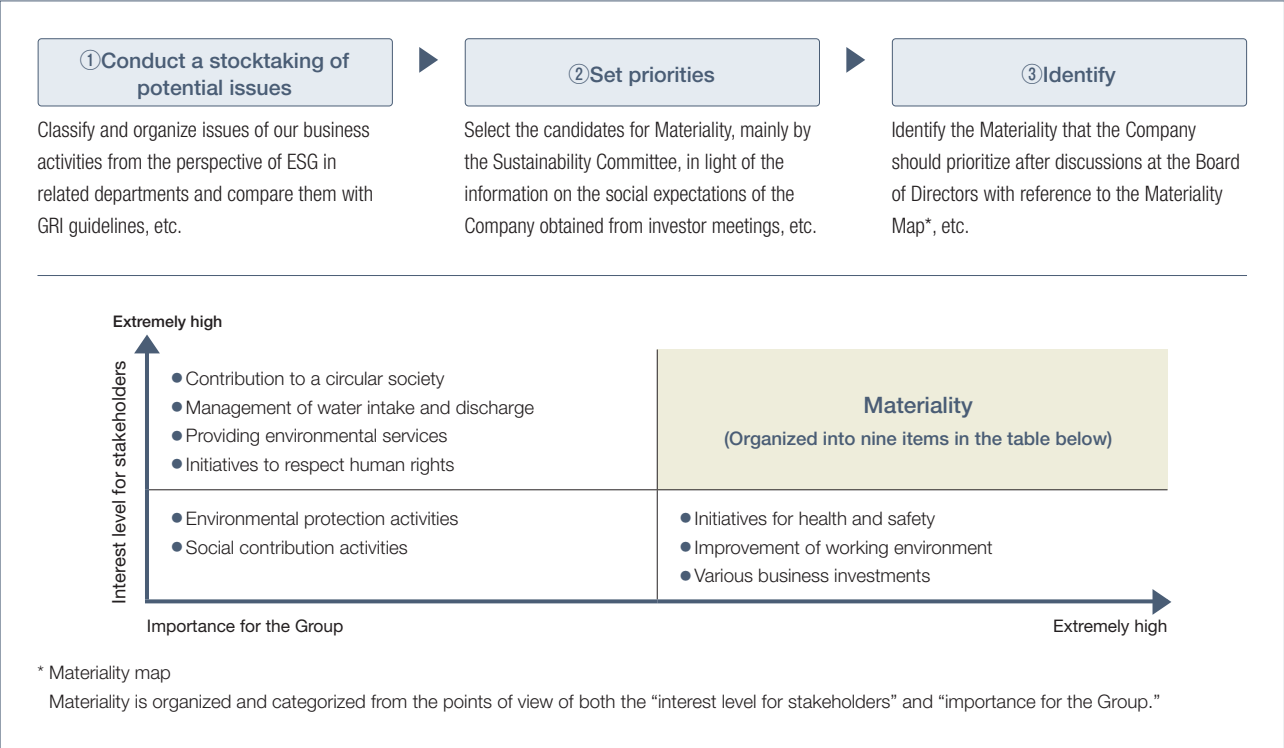 ①Conduct a stocktaking of
potential issues
Classify and organize issues of our business
activities from the perspective of ESG in
related departments and compare them with
GRI guidelines, etc.
②Set priorities
Select the candidates for Materiality, mainly by
the Sustainability Committee, in light of the
information on the social expectations of the
Company obtained from investor meetings, etc.
③Identify
Identify the Materiality that the Company
should prioritize after discussions at the Board
of Directors with reference to the Materiality
Map*, etc.
Extremely high
Interest level for stakeholders
●Contribution to a circular society
●Management of water intake and discharge
●Providing environmental services
●Initiatives to respect human rights
Materiality
(Organized into nine items in the table below)
●Environmental protection activities
●Social contribution activities
●Initiatives for health and safety
●Improvement of working environment
●Various business investments
Importance for the Group
Extremely high
* Materiality map
Materiality is organized and categorized from the points of view of both the “interest level for stakeholders” and “importance for the Group.”